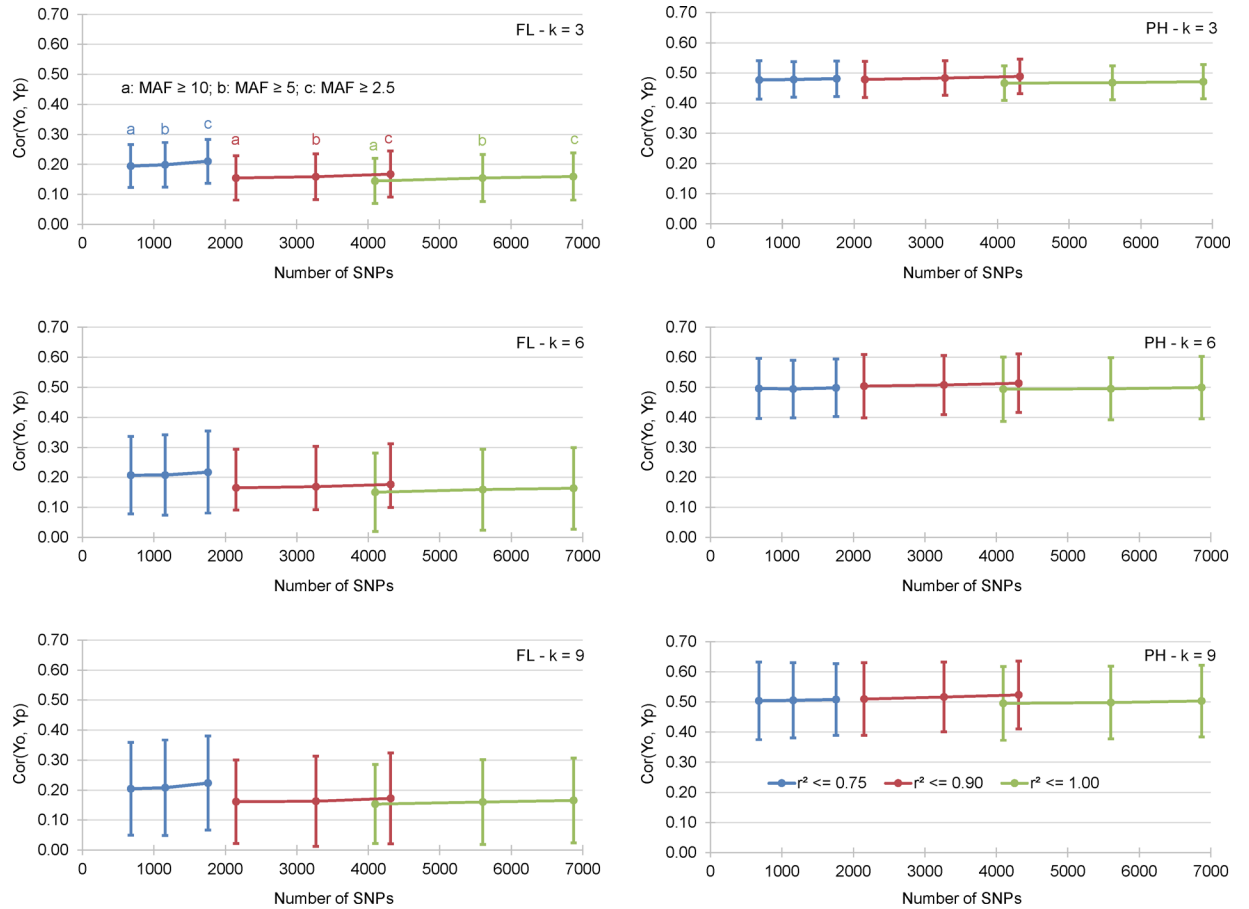 FL - k = 3
Cor(Yo, Yp)
0.70
0.60
0.50
0.40
0.30
0.20
0.10
0.00
a: MAF ≥ 10; b: MAF ≥ 5; c: MAF ≥ 2.5
a b c a b c a b c
0 1000 2000 3000 4000 5000 6000 7000
Number of SNPs
PH - k = 3
Cor(Yo, Yp)
0.70
0.60
0.50
0.40
0.30
0.20
0.10
0.00
0 1000 2000 3000 4000 5000 6000 7000
Number of SNPs
FL - k = 6
Cor(Yo, Yp)
0.70
0.60
0.50
0.40
0.30
0.20
0.10
0.00
0 1000 2000 3000 4000 5000 6000 7000
Number of SNPs
PH - k = 6
Cor(Yo, Yp)
0.70
0.60
0.50
0.40
0.30
0.20
0.10
0.00
0 1000 2000 3000 4000 5000 6000 7000
Number of SNPs
FL - k = 9
Cor(Yo, Yp)
0.70
0.60
0.50
0.40
0.30
0.20
0.10
0.00
0 1000 2000 3000 4000 5000 6000 7000
Number of SNPs
PH - k = 9
Cor(Yo, Yp)
0.70
0.60
0.50
0.40
0.30
0.20
0.10
0.00
r² <= 0.75 r² <= 0.90 r² <= 1.00
0 1000 2000 3000 4000 5000 6000 7000
Number of SNPs